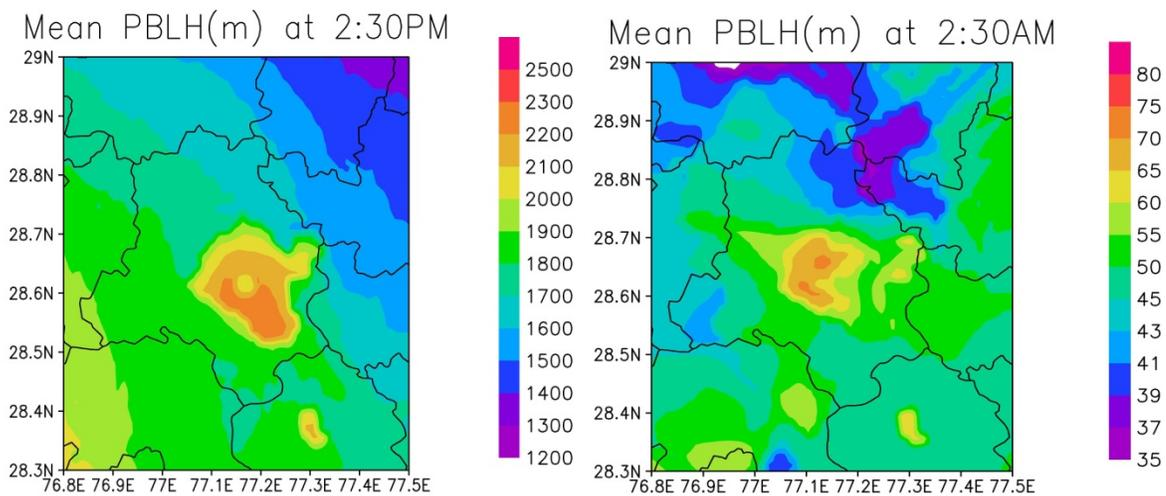 Mean PBLH(m) at 2:30PM
29N
28.9N
28.8N
28.7N
28.6N
28.5N
28.4N
28.3N
76.8E 76.9E 77E 77.1E 77.2E 77.3E 77.4E 77.5E
2500
2300
2200
2100
2000
1900
1800
1700
1600
1500
1400
1300
1200
Mean PBLH(m) at 2:30AM
29N
28.9N
28.8N
28.7N
28.6N
28.5N
28.4N
28.3N
76.8E 76.9E 77E 77.1E 77.2E 77.3E 77.4E 77.5E
80
75
70
65
60
55
50
45
43
41
39
37
35